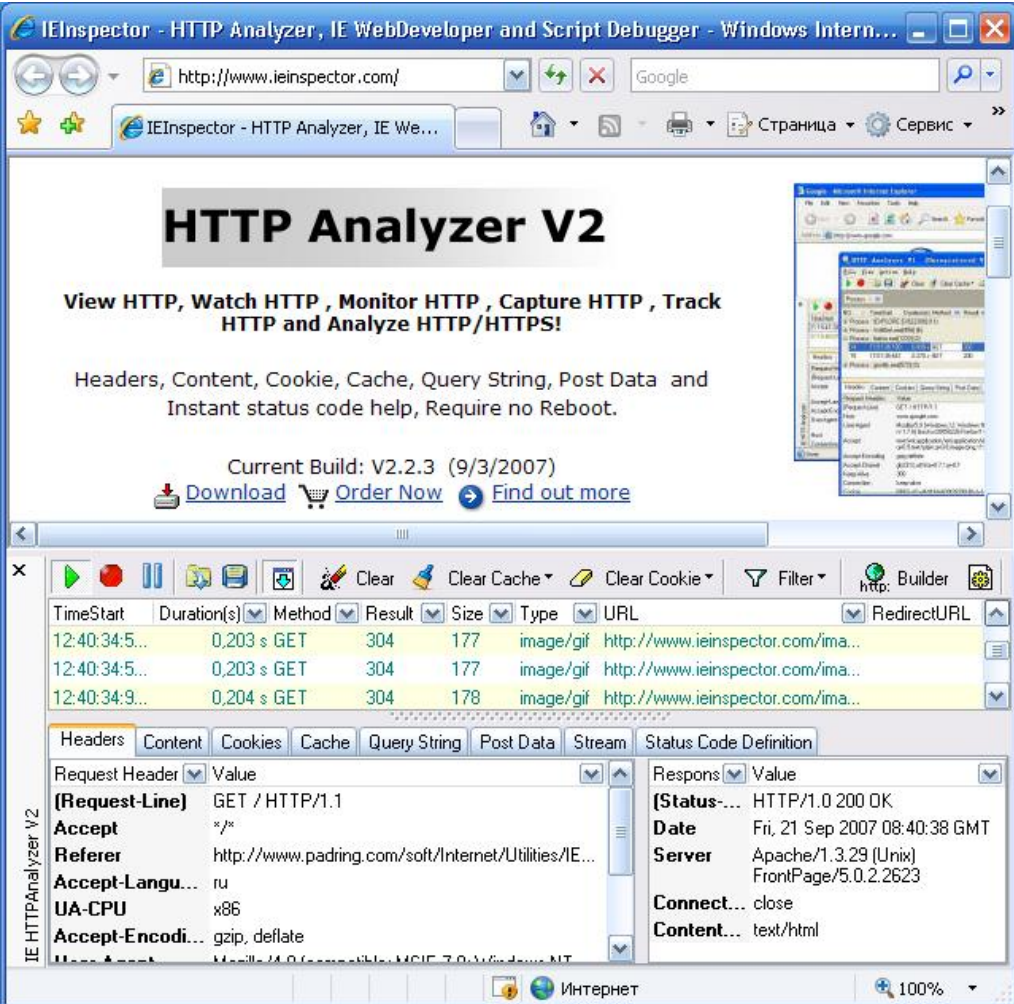 IEInspector - HTTP Analyzer, IE WebDeveloper and Script Debugger - Windows Intern...
http://www.ieinspector.com/
Google
IEInspector - HTTP Analyzer, IE We...
Страница
Сервис
HTTP Analyzer V2
View HTTP, Watch HTTP , Monitor HTTP , Capture HTTP , Track
HTTP and Analyze HTTP/HTTPS!
Headers, Content, Cookie, Cache, Query String, Post Data and
Instant status code help, Require no Reboot.
Current Build: V2.2.3 (9/3/2007)
Download Order Now Find out more
Clear Clear Cache Clear Cookie Filter http: Builder
TimeStart Duration(s) Method Result Size Type URL RedirectURL
12:40:34:5... 0,203 s GET 304 177 image/gif http://www.ieinspector.com/ima...
12:40:34:5... 0,203 s GET 304 177 image/gif http://www.ieinspector.com/ima...
12:40:34:9... 0,204 s GET 304 178 image/gif http://www.ieinspector.com/ima...
Headers Content Cookies Cache Query String Post Data Stream Status Code Definition
Request Header Value
(Request-Line) GET / HTTP/1.1
Accept */*
Referer http://www.padring.com/soft/Internet/Utilities/IE...
Accept-Langu... ru
UA-CPU x86
Accept-Encodi... gzip, deflate
Respons Value
(Status-... HTTP/1.0 200 OK
Date Fri, 21 Sep 2007 08:40:38 GMT
Server Apache/1.3.29 (Unix)
FrontPage/5.0.2.2623
Connect... close
Content... text/html
IE HTTPAnalyzer V2
Интернет
100%